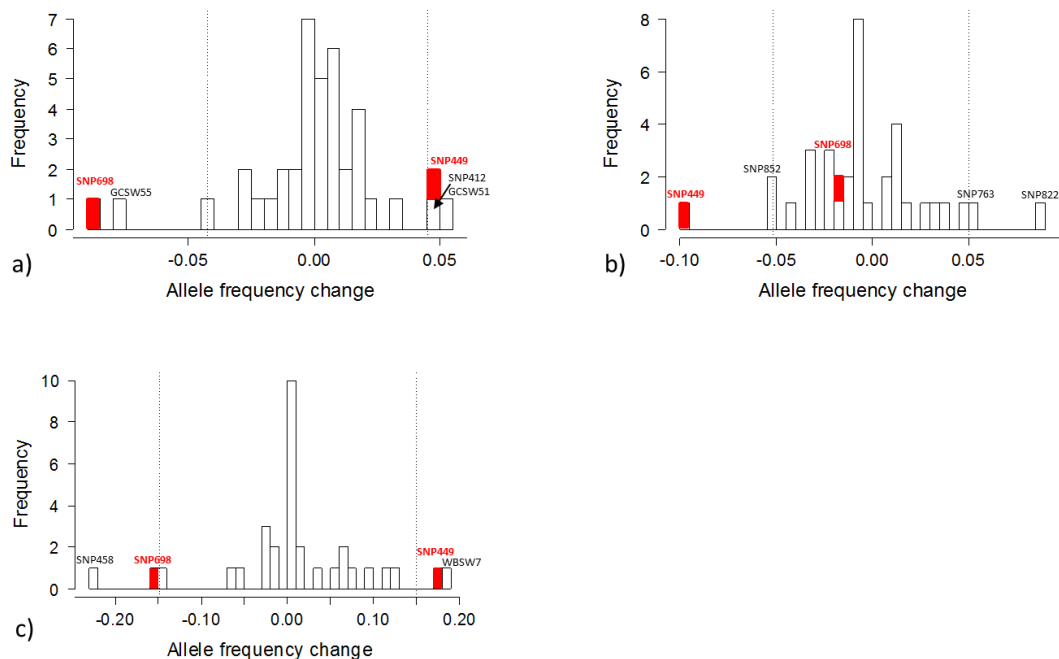 7
6
5
4
3
2
1
0
Frequency
SNP698
GCSW55
SNP449
SNP412
GCSW51
-0.05
0.00
0.05
a)
Allele frequency change
8
6
4
2
0
Frequency
SNP449
SNP852
SNP698
SNP763
SNP822
-0.10
-0.05
0.00
0.05
b)
Allele frequency change
10
8
6
4
2
0
Frequency
SNP458
SNP698
SNP449
WBSW7
-0.20
-0.10
0.00
0.10
0.20
c)
Allele frequency change